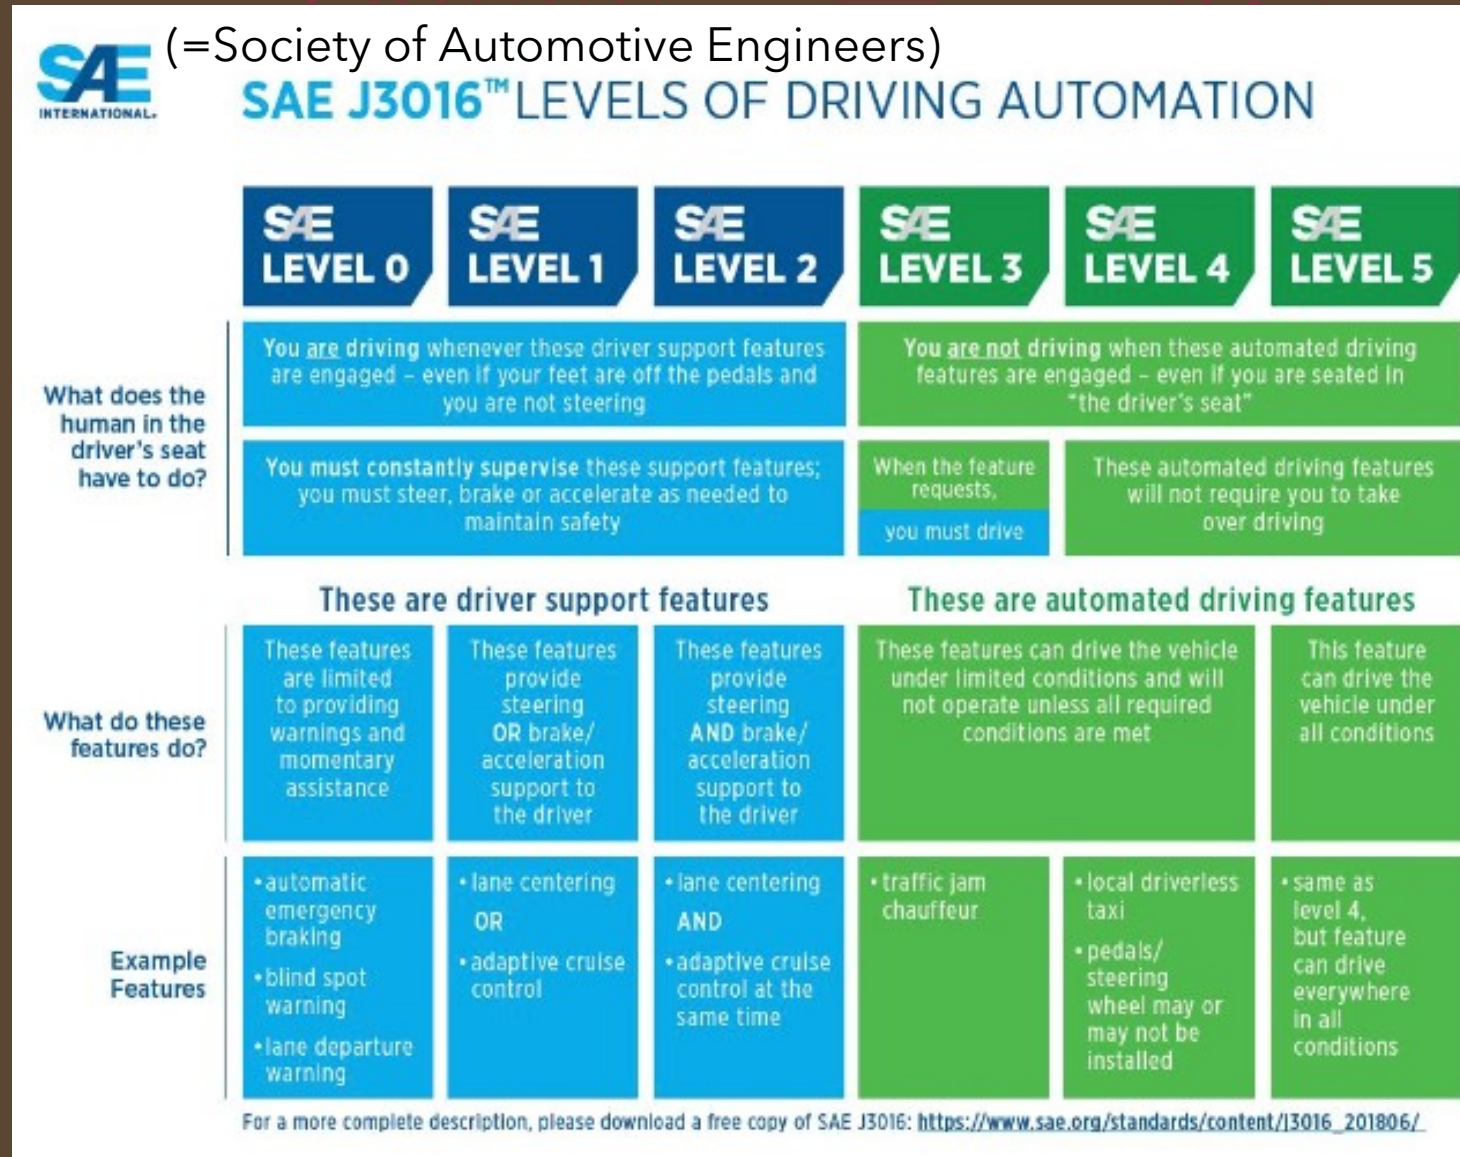 (=Society of Automotive Engineers)
SAE
INTERNATIONAL®
SAE J3016™ LEVELS OF DRIVING AUTOMATION
SAE
LEVEL 0
SAE
LEVEL 1
SAE
LEVEL 2
SAE
LEVEL 3
SAE
LEVEL 4
SAE
LEVEL 5
What does the
human in the
driver's seat
have to do?
You are driving whenever these driver support features
are engaged – even if your feet are off the pedals and
you are not steering
You are not driving when these automated driving
features are engaged – even if you are seated in
"the driver's seat"
You must constantly supervise these support features;
you must steer, brake or accelerate as needed to
maintain safety
When the feature
requests,
you must drive
These automated driving features
will not require you to take
over driving
These are driver support features
These are automated driving features
What do these
features do?
These features
are limited
to providing
warnings and
momentary
assistance
These features
provide
steering
OR brake/
acceleration
support to
the driver
These features
provide
steering
AND brake/
acceleration
support to
the driver
These features can drive the vehicle
under limited conditions and will
not operate unless all required
conditions are met
This feature
can drive the
vehicle under
all conditions
Example
Features
• automatic
emergency
braking
• blind spot
warning
• lane departure
warning
• lane centering
OR
• adaptive cruise
control
• lane centering
AND
• adaptive cruise
control at the
same time
• traffic jam
chauffeur
• local driverless
taxi
• pedals/
steering
wheel may or
may not be
installed
• same as
level 4,
but feature
can drive
everywhere
in all
conditions
For a more complete description, please download a free copy of SAE J3016: https://www.sae.org/standards/content/J3016_201806/